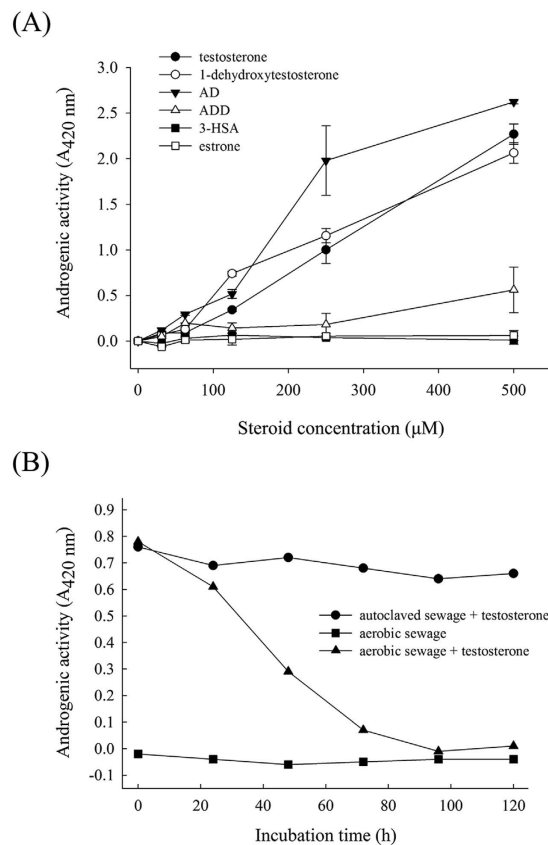 (A)
testosterone
1-dehydroxytestosterone
AD
ADD
3-HSA
estrone
Androgenic activity (A420 nm)
3.0
2.5
2.0
1.5
1.0
0.5
0.0
0 100 200 300 400 500
Steroid concentration (μM)
(B)
Androgenic activity (A420 nm)
0.9
0.8
0.7
0.6
0.5
0.4
0.3
0.2
0.1
0.0
-0.1
autoclaved sewage + testosterone
aerobic sewage
aerobic sewage + testosterone
0 20 40 60 80 100 120
Incubation time (h)